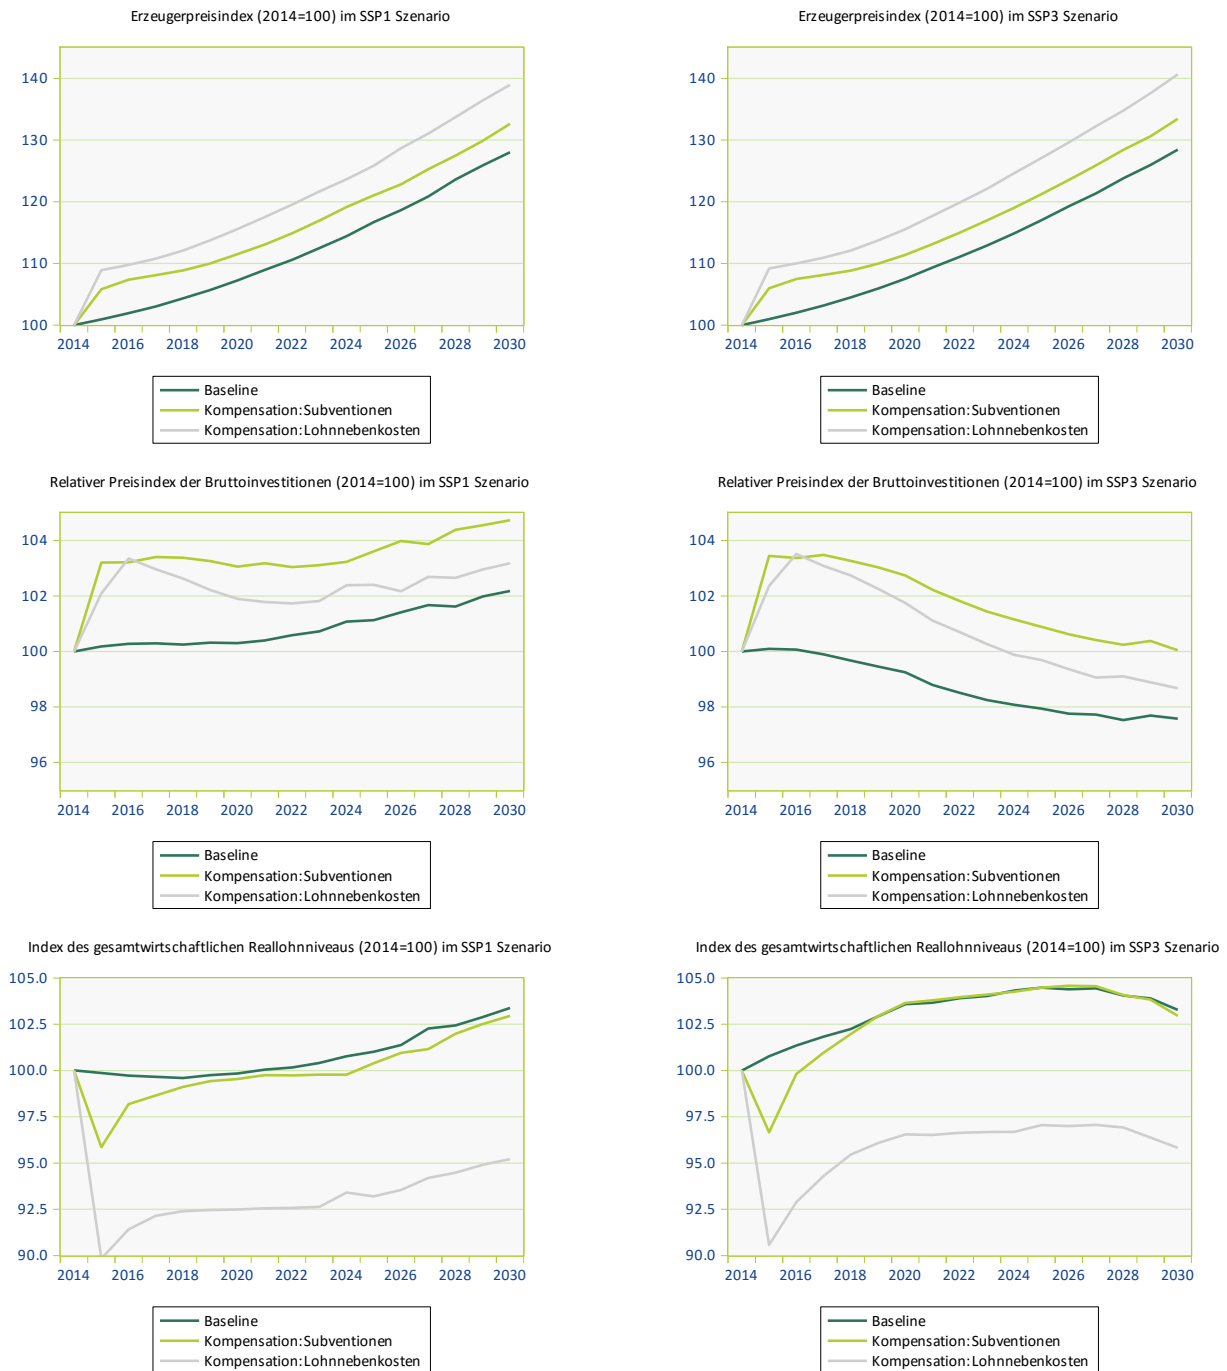 Erzeugerpreisindex (2014=100) im SSP1 Szenario
140
130
120
110
100
2014 2016 2018 2020 2022 2024 2026 2028 2030
Baseline
Kompensation:Subventionen
Kompensation:Lohnnebenkosten
Erzeugerpreisindex (2014=100) im SSP3 Szenario
140
130
120
110
100
2014 2016 2018 2020 2022 2024 2026 2028 2030
Baseline
Kompensation:Subventionen
Kompensation:Lohnnebenkosten
Relativer Preisindex der Bruttoinvestitionen (2014=100) im SSP1 Szenario
104
102
100
98
96
2014 2016 2018 2020 2022 2024 2026 2028 2030
Baseline
Kompensation:Subventionen
Kompensation:Lohnnebenkosten
Relativer Preisindex der Bruttoinvestitionen (2014=100) im SSP3 Szenario
104
102
100
98
96
2014 2016 2018 2020 2022 2024 2026 2028 2030
Baseline
Kompensation:Subventionen
Kompensation:Lohnnebenkosten
Index des gesamtwirtschaftlichen Reallohnniveaus (2014=100) im SSP1 Szenario
105.0
102.5
100.0
97.5
95.0
92.5
90.0
2014 2016 2018 2020 2022 2024 2026 2028 2030
Baseline
Kompensation:Subventionen
Kompensation:Lohnnebenkosten
Index des gesamtwirtschaftlichen Reallohnniveaus (2014=100) im SSP3 Szenario
105.0
102.5
100.0
97.5
95.0
92.5
90.0
2014 2016 2018 2020 2022 2024 2026 2028 2030
Baseline
Kompensation:Subventionen
Kompensation:Lohnnebenkosten